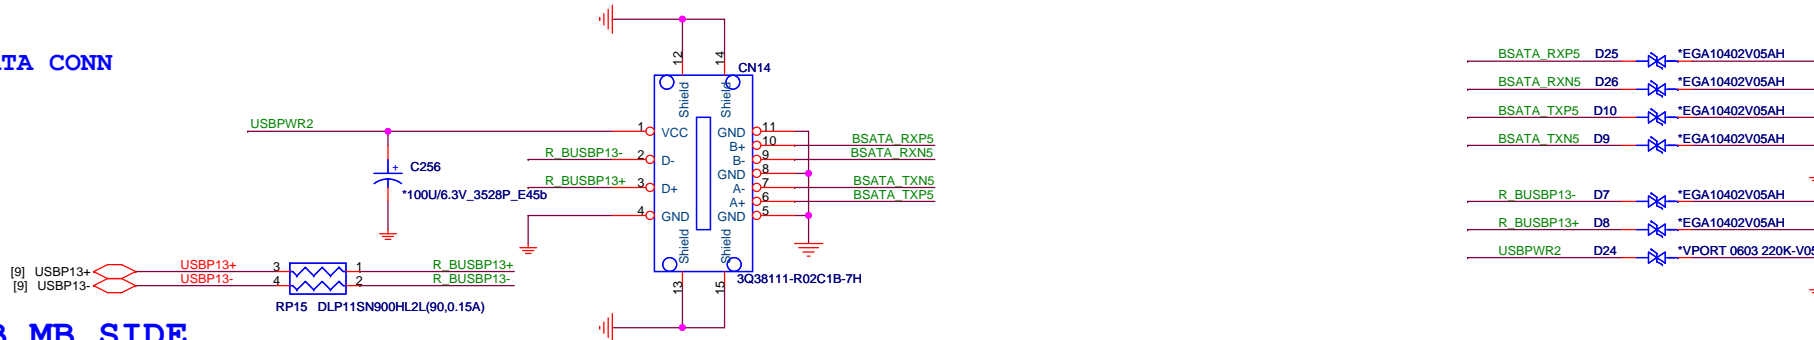 TA CONN
12
14
CN14
Shield
Shield
USBPWR2
1
VCC
GND
11
10
B+
BSATA_RXP5
R_BUSBP13-
2
D-
B-
9
BSATA_RXN5
C256
+
GND
8
R_BUSBP13+
3
D+
A-
7
BSATA_TXN5
*100U/6.3V_3528P_E45b
A+
6
BSATA_TXP5
4
GND
GND
5
Shield
Shield
3Q38111-R02C1B-7H
13
15
[9] USBP13+
USBP13+
3
1
R_BUSBP13+
[9] USBP13-
USBP13-
4
2
R_BUSBP13-
RP15 DLP11SN900HL2L(90,0.15A)
MB SIDE
BSATA_RXP5 D25 *EGA10402V05AH
BSATA_RXN5 D26 *EGA10402V05AH
BSATA_TXP5 D10 *EGA10402V05AH
BSATA_TXN5 D9 *EGA10402V05AH
R_BUSBP13- D7 *EGA10402V05AH
R_BUSBP13+ D8 *EGA10402V05AH
USBPWR2 D24 *VPORT 0603 220K-V05